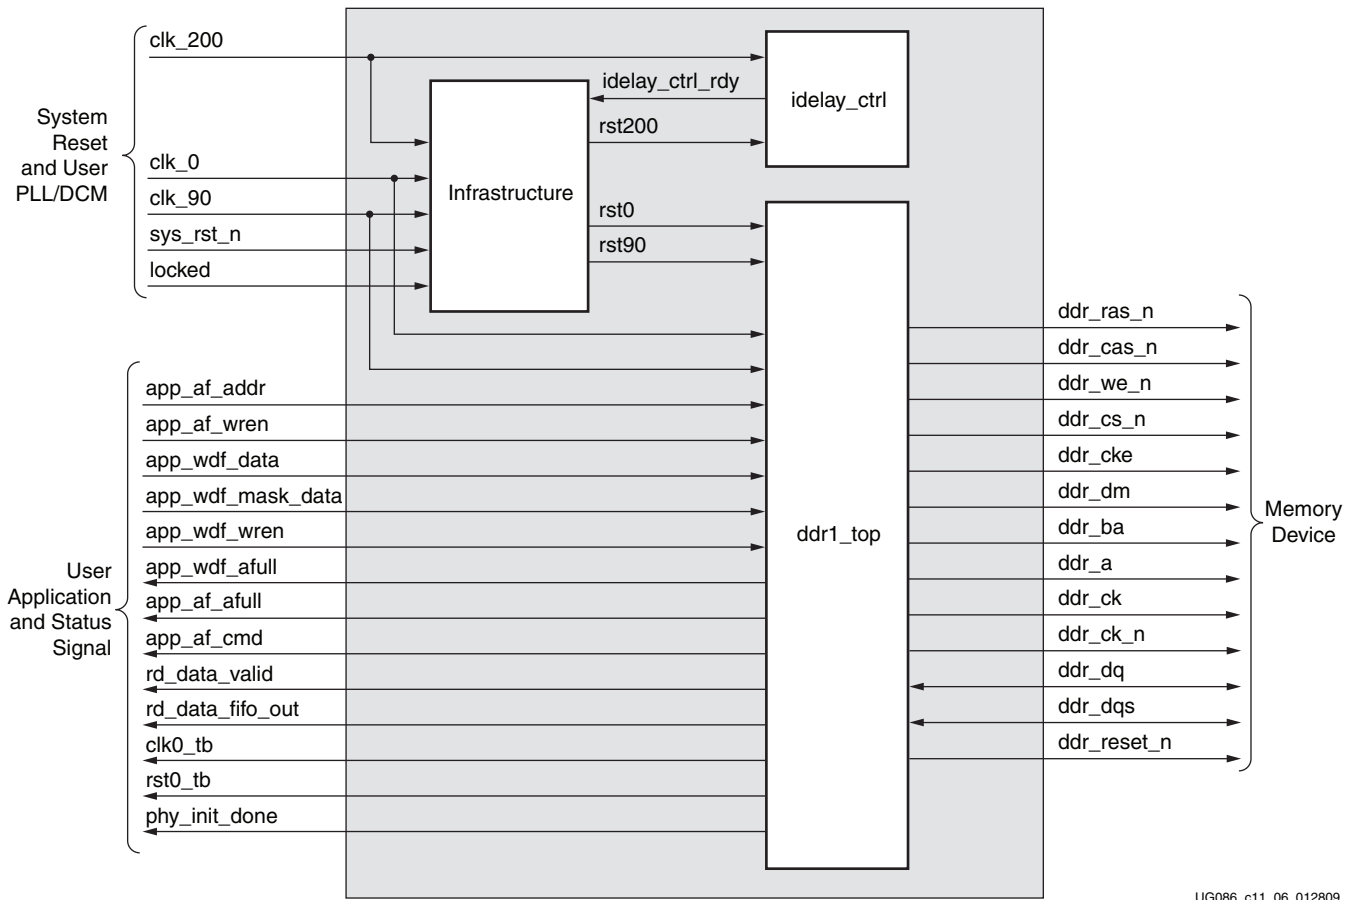 clk_200
System
Reset
and User
PLL/DCM
clk_0
clk_90
sys_rst_n
locked
idelay_ctrl_rdy
rst200
idelay_ctrl
Infrastructure
rst0
rst90
User
Application
and Status
Signal
app_af_addr
app_af_wren
app_wdf_data
app_wdf_mask_data
app_wdf_wren
app_wdf_afull
app_af_afull
app_af_cmd
rd_data_valid
rd_data_fifo_out
clk0_tb
rst0_tb
phy_init_done
ddr1_top
ddr_ras_n
ddr_cas_n
ddr_we_n
ddr_cs_n
ddr_cke
ddr_dm
ddr_ba
ddr_a
ddr_ck
ddr_ck_n
ddr_dq
ddr_dqs
ddr_reset_n
Memory
Device
UG086_c11_06_012809